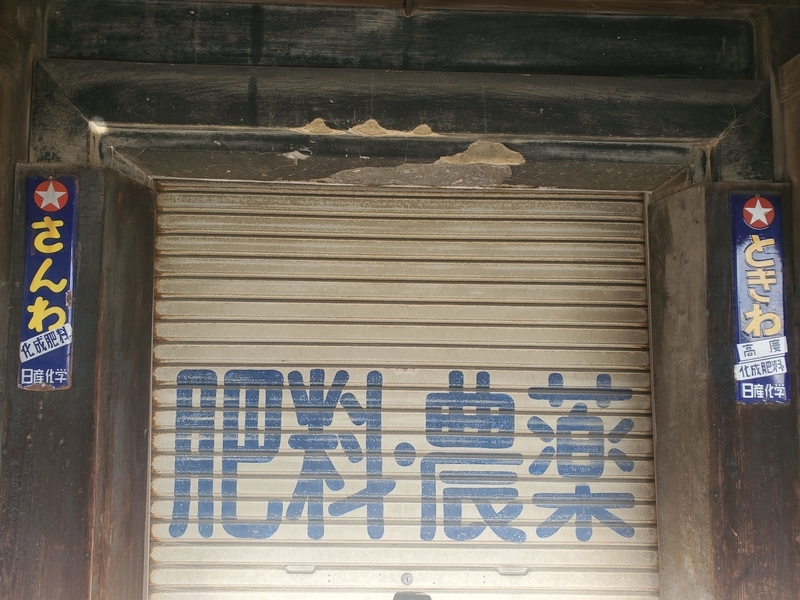 さんわ
化成肥料
日産化学
肥料・農薬
ときわ
高度
化成肥料
日産化学